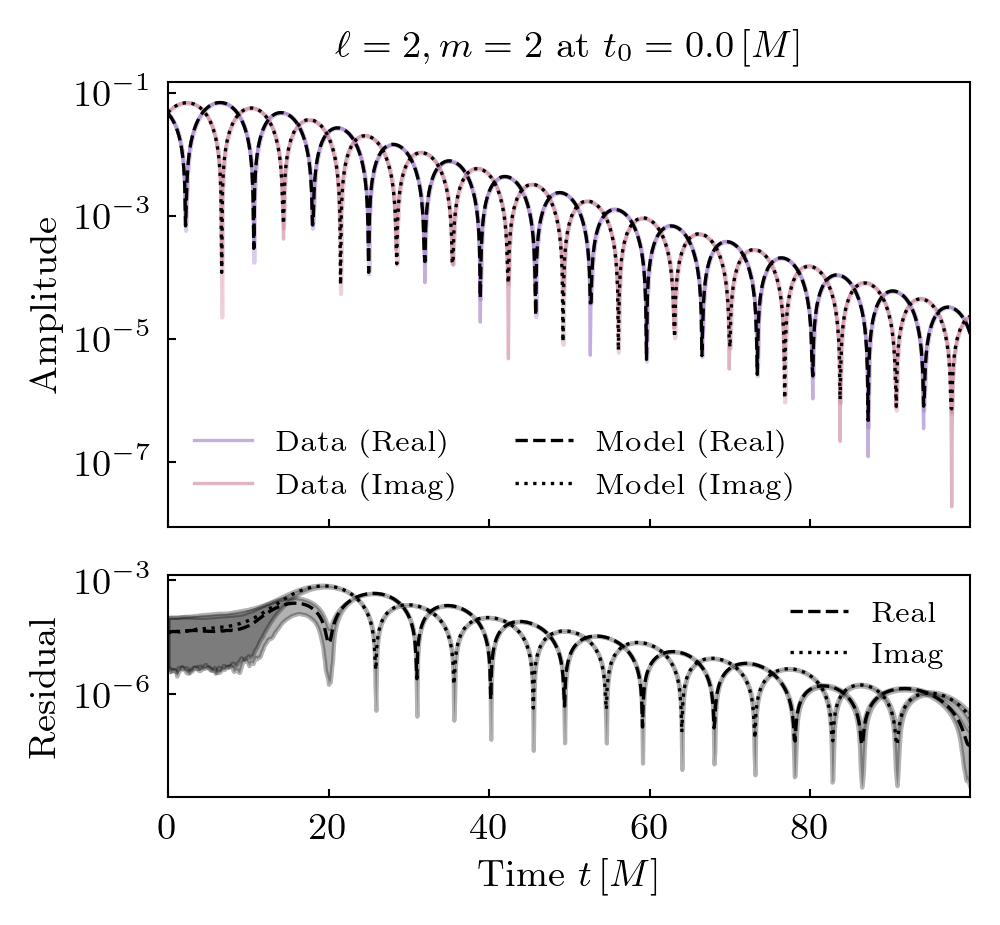 ℓ = 2, m = 2 at t₀ = 0.0 [M]
10⁻¹
10⁻³
10⁻⁵
10⁻⁷
Amplitude
Data (Real)
Data (Imag)
Model (Real)
Model (Imag)
10⁻³
10⁻⁶
Residual
Real
Imag
0 20 40 60 80
Time t [M]